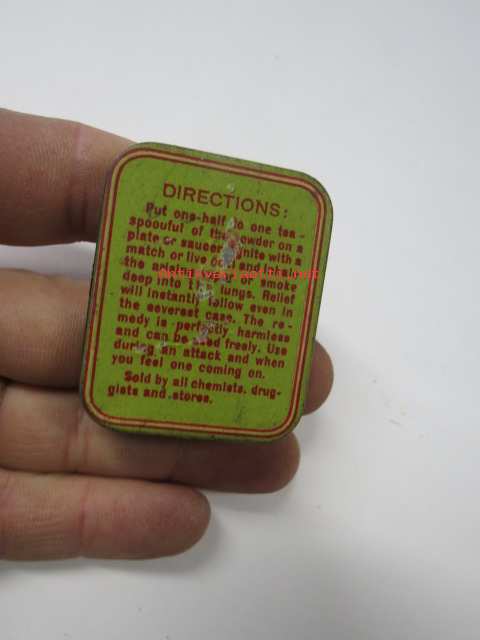 DIRECTIONS:
Put one-half to one tea-
spoonful of the powder on a
plate or saucer, ignite with a
match or live coal and
the or smoke
deep into the lungs. Relief
will instantly follow even in
the severest case. The re-
medy is perfectly harmless
and can be used freely. Use
during an attack and when
you feel one coming on.
Sold by all chemists, drug-
gists and stores.